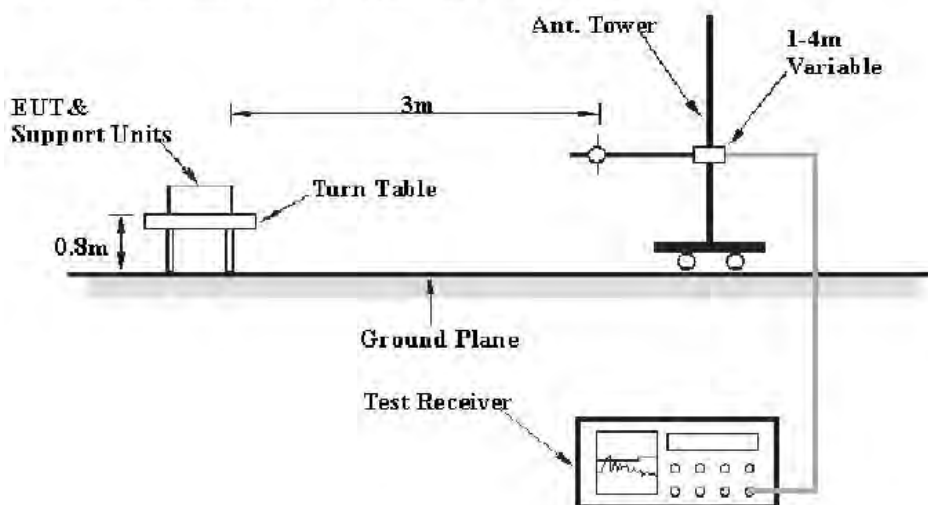 Ant. Tower
1-4m
Variable
EUT &
Support Units
3m
Turn Table
0.8m
Ground Plane
Test Receiver